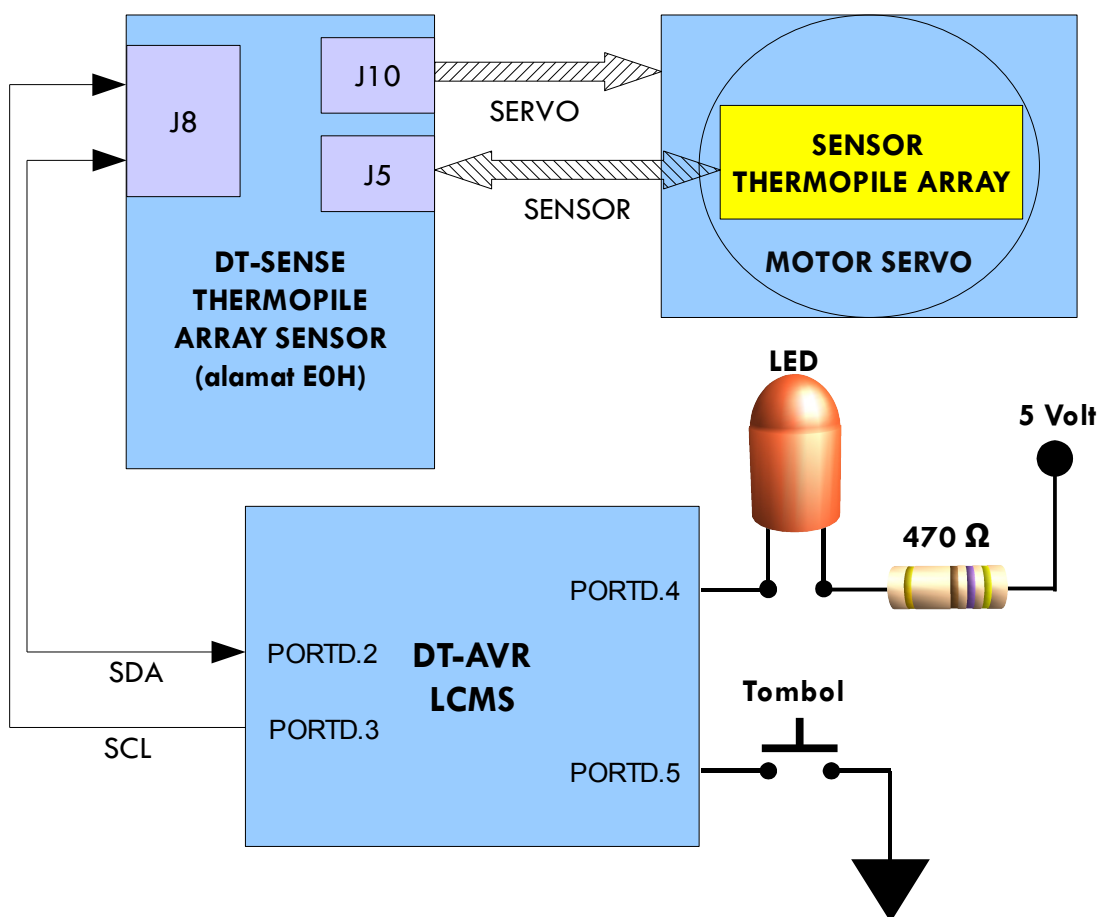 J8
J10
J5
SERVO
SENSOR
DT-SENSE
THERMOPILE
ARRAY SENSOR
(alamat E0H)
SENSOR
THERMOPILE ARRAY
MOTOR SERVO
LED
5 Volt
470 Ω
PORTD.4
PORTD.2
DT-AVR
LCMS
PORTD.3
PORTD.5
SDA
SCL
Tombol